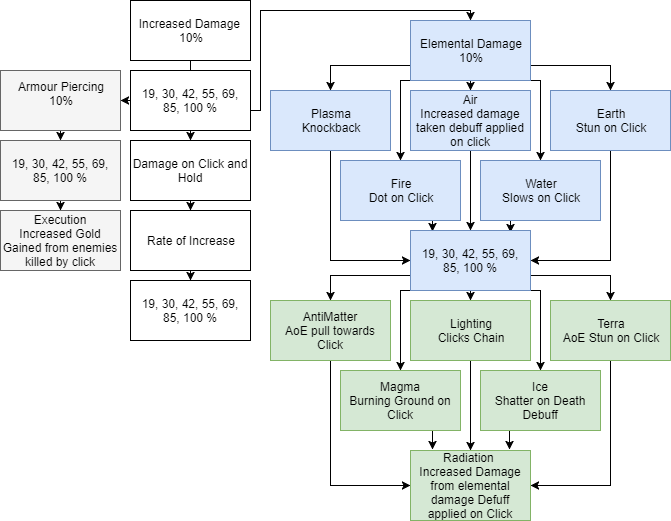 Increased Damage
10%
Elemental Damage
10%
Armour Piercing
10%
19, 30, 42, 55, 69,
85, 100 %
Plasma
Knockback
Air
Increased damage
taken debuff applied
on click
Earth
Stun on Click
19, 30, 42, 55, 69,
85, 100 %
Damage on Click and
Hold
Fire
Dot on Click
Water
Slows on Click
Execution
Increased Gold
Gained from enemies
killed by click
Rate of Increase
19, 30, 42, 55, 69,
85, 100 %
19, 30, 42, 55, 69,
85, 100 %
AntiMatter
AoE pull towards
Click
Lighting
Clicks Chain
Terra
AoE Stun on Click
Magma
Burning Ground on
Click
Ice
Shatter on Death
Debuff
Radiation
Increased Damage
from elemental
damage Defuff
applied on Click